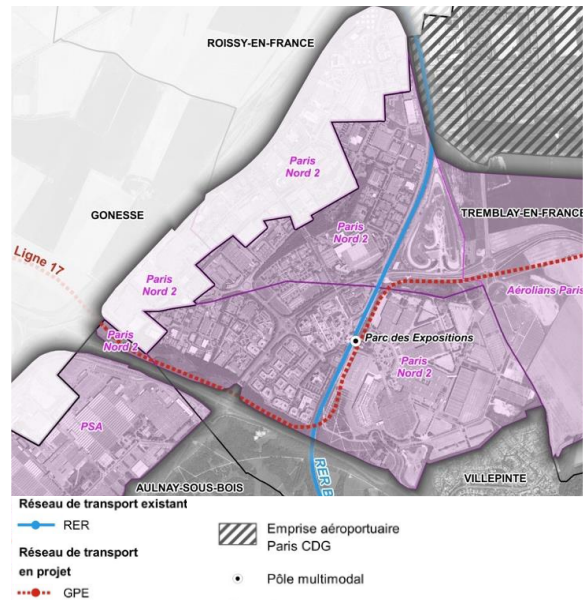 ROISSY-EN-FRANCE
Paris
Nord 2
GONESSE
TREMBLAY-EN-FRANCE
Paris
Nord 2
Ligne 17
Paris
Nord 2
Aérolians Paris
Paris
Nord 2
Parc des Expositions
Paris
Nord 2
PSA
RER B
VILLEPINTE
AULNAY-SOUS-BOIS
Réseau de transport existant
RER
Emprise aéroportuaire
Paris CDG
Réseau de transport
en projet
Pôle multimodal
GPE